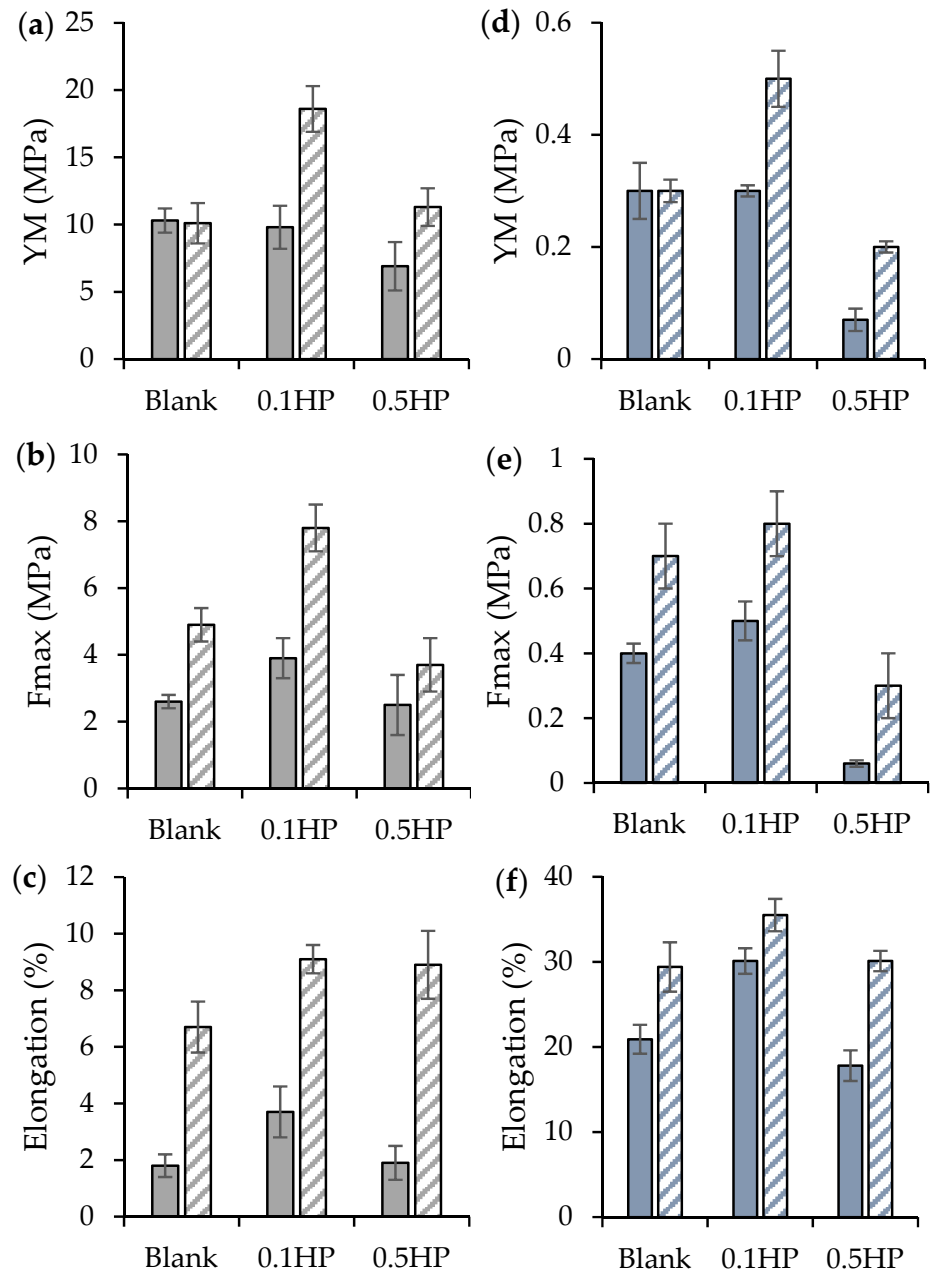 (a)
YM (MPa)
25
20
15
10
5
0
Blank 0.1HP 0.5HP
(d)
YM (MPa)
0.6
0.4
0.2
0
Blank 0.1HP 0.5HP
(b)
Fmax (MPa)
10
8
6
4
2
0
Blank 0.1HP 0.5HP
(e)
Fmax (MPa)
1
0.8
0.6
0.4
0.2
0
Blank 0.1HP 0.5HP
(c)
Elongation (%)
12
10
8
6
4
2
0
Blank 0.1HP 0.5HP
(f)
Elongation (%)
40
30
20
10
0
Blank 0.1HP 0.5HP